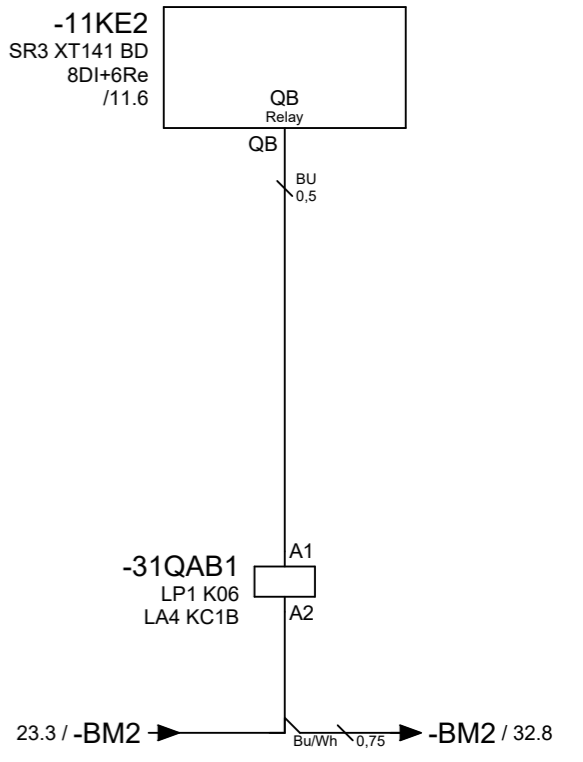 -11KE2
SR3 XT141 BD
8DI+6Re
/11.6
QB
Relay
QB
BU
0,5
A1
-31QAB1
LP1 K06
LA4 KC1B
A2
23.3 / -BM2
Bu/Wh
0,75
-BM2 / 32.8